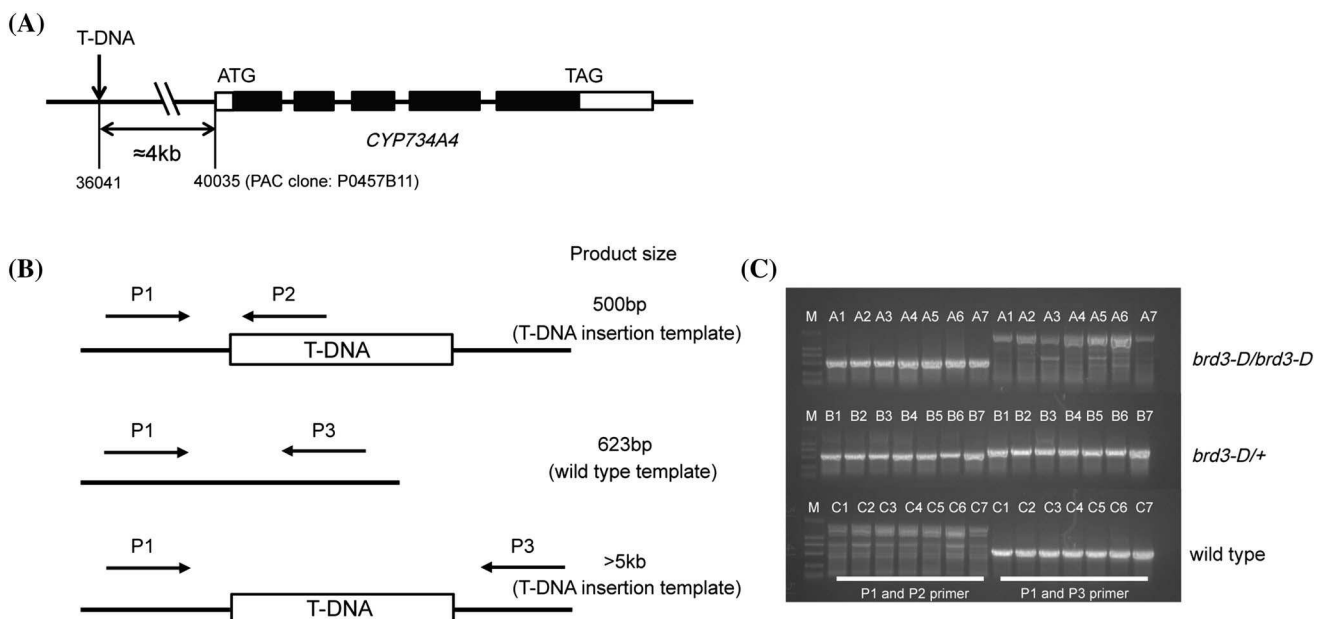 (A)
T-DNA
ATG
TAG
CYP734A4
≈4kb
36041
40035 (PAC clone: P0457B11)
(B)
Product size
P1
P2
500bp
(T-DNA insertion template)
T-DNA
P1
P3
623bp
(wild type template)
P1
P3
>5kb
(T-DNA insertion template)
T-DNA
(C)
M A1 A2 A3 A4 A5 A6 A7 A1 A2 A3 A4 A5 A6 A7
brd3-D/brd3-D
M B1 B2 B3 B4 B5 B6 B7 B1 B2 B3 B4 B5 B6 B7
brd3-D/+
M C1 C2 C3 C4 C5 C6 C7 C1 C2 C3 C4 C5 C6 C7
wild type
P1 and P2 primer
P1 and P3 primer